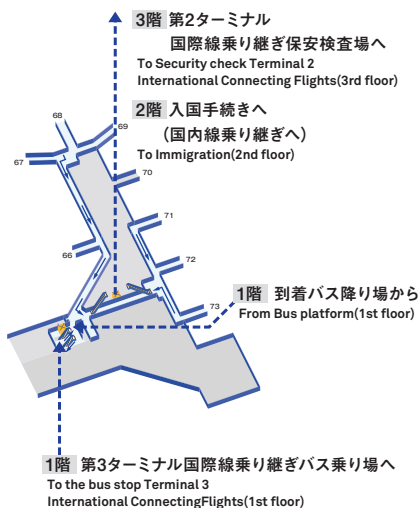 3階 第2ターミナル
国際線乗り継ぎ保安検査場へ
To Security check Terminal 2
International Connecting Flights(3rd floor)
2階 入国手続きへ
(国内線乗り継ぎへ)
To Immigration(2nd floor)
68
69
67
70
71
66
72
73
1階 到着バス降り場から
From Bus platform(1st floor)
1階 第3ターミナル国際線乗り継ぎバス乗り場へ
To the bus stop Terminal 3
International ConnectingFlights(1st floor)